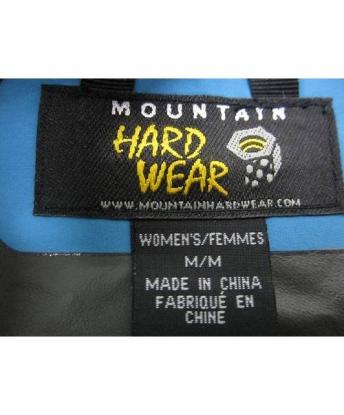 MOUNTAIN
HARD
WEAR
WWW.MOUNTAINHARDWEAR.COM
WOMEN'S/FEMMES
M/M
MADE IN CHINA
FABRIQUÉ EN
CHINE